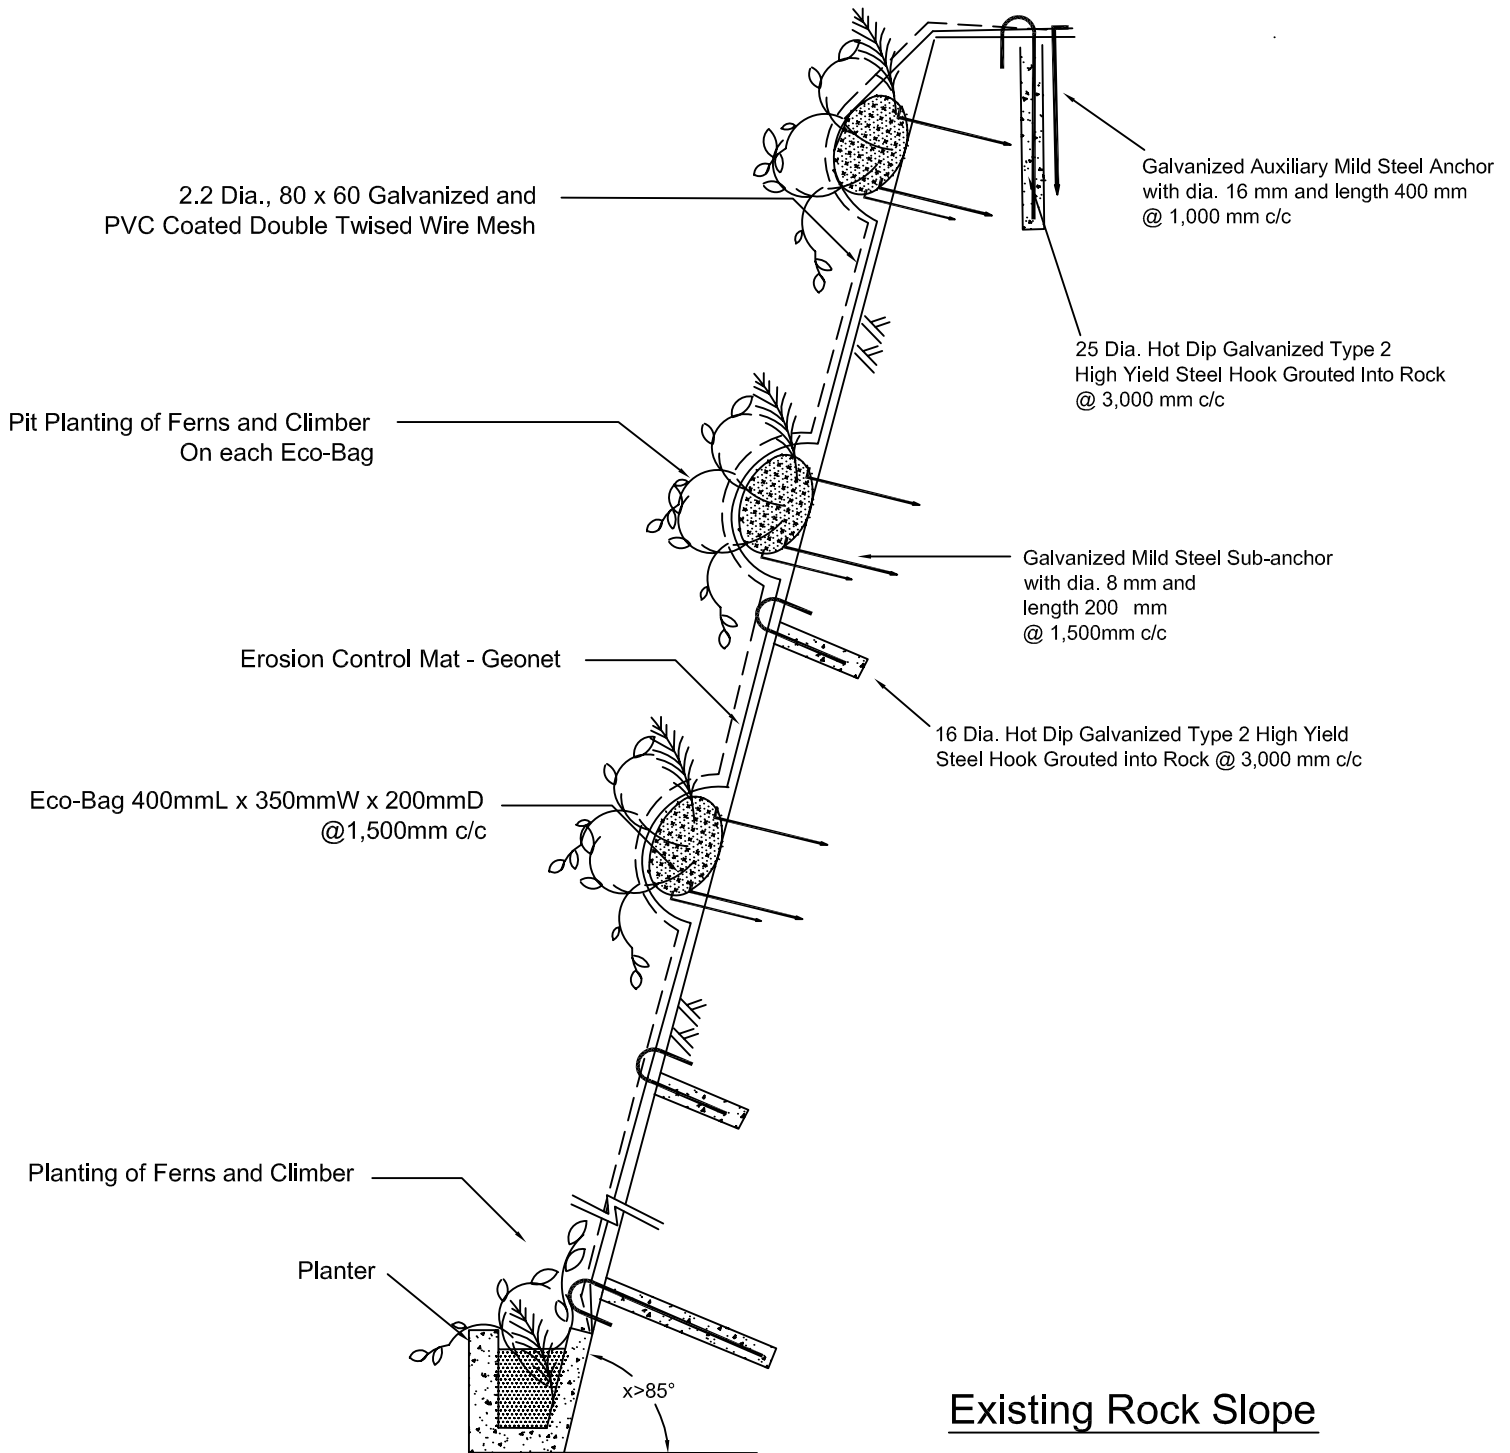 Galvanized Auxiliary Mild Steel Anchor
with dia. 16 mm and length 400 mm
@ 1,000 mm c/c
2.2 Dia., 80 x 60 Galvanized and
PVC Coated Double Twised Wire Mesh
25 Dia. Hot Dip Galvanized Type 2
High Yield Steel Hook Grouted Into Rock
@ 3,000 mm c/c
Pit Planting of Ferns and Climber
On each Eco-Bag
Galvanized Mild Steel Sub-anchor
with dia. 8 mm and
length 200 mm
@ 1,500mm c/c
Erosion Control Mat - Geonet
16 Dia. Hot Dip Galvanized Type 2 High Yield
Steel Hook Grouted into Rock @ 3,000 mm c/c
Eco-Bag 400mmL x 350mmW x 200mmD
@1,500mm c/c
Planting of Ferns and Climber
Planter
x>85°
Existing Rock Slope